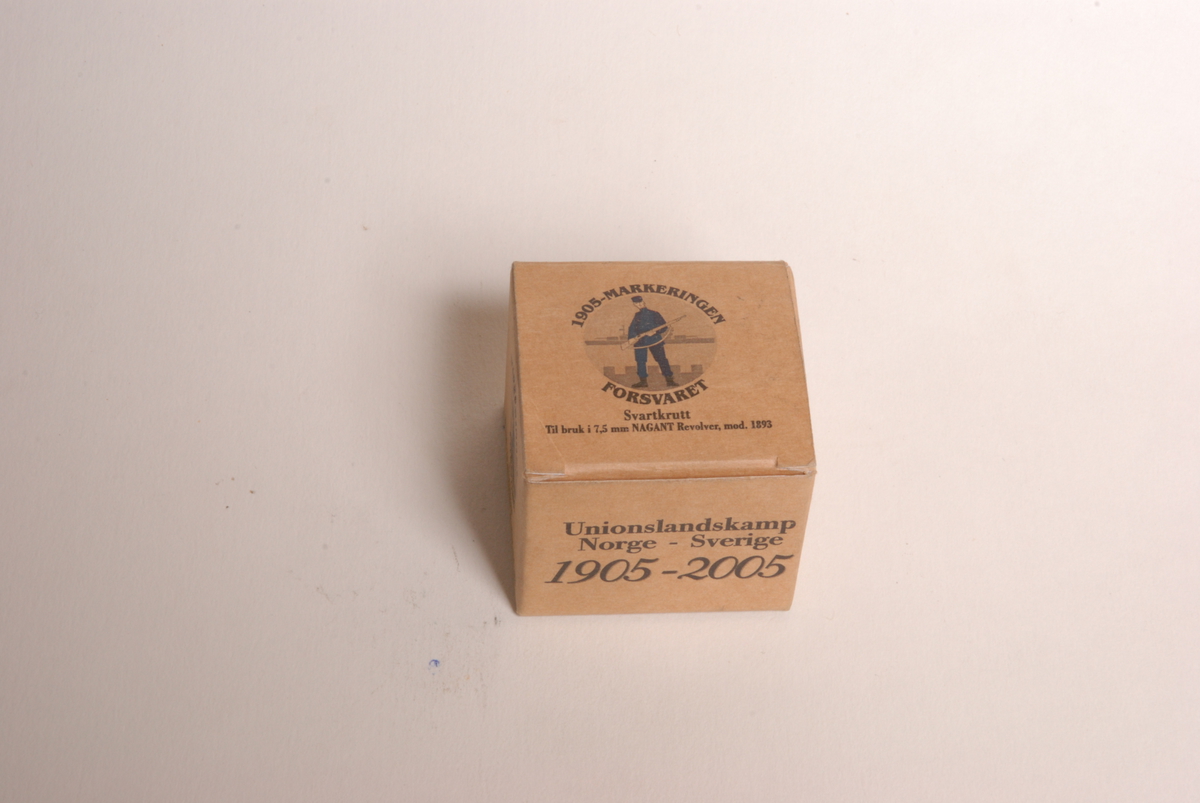 1905-MARKERINGEN
FORSVARET
Svartkrutt
Til bruk i 7,5 mm NAGANT Revolver, mod. 1893
Unionslandskamp
Norge - Sverige
1905-2005